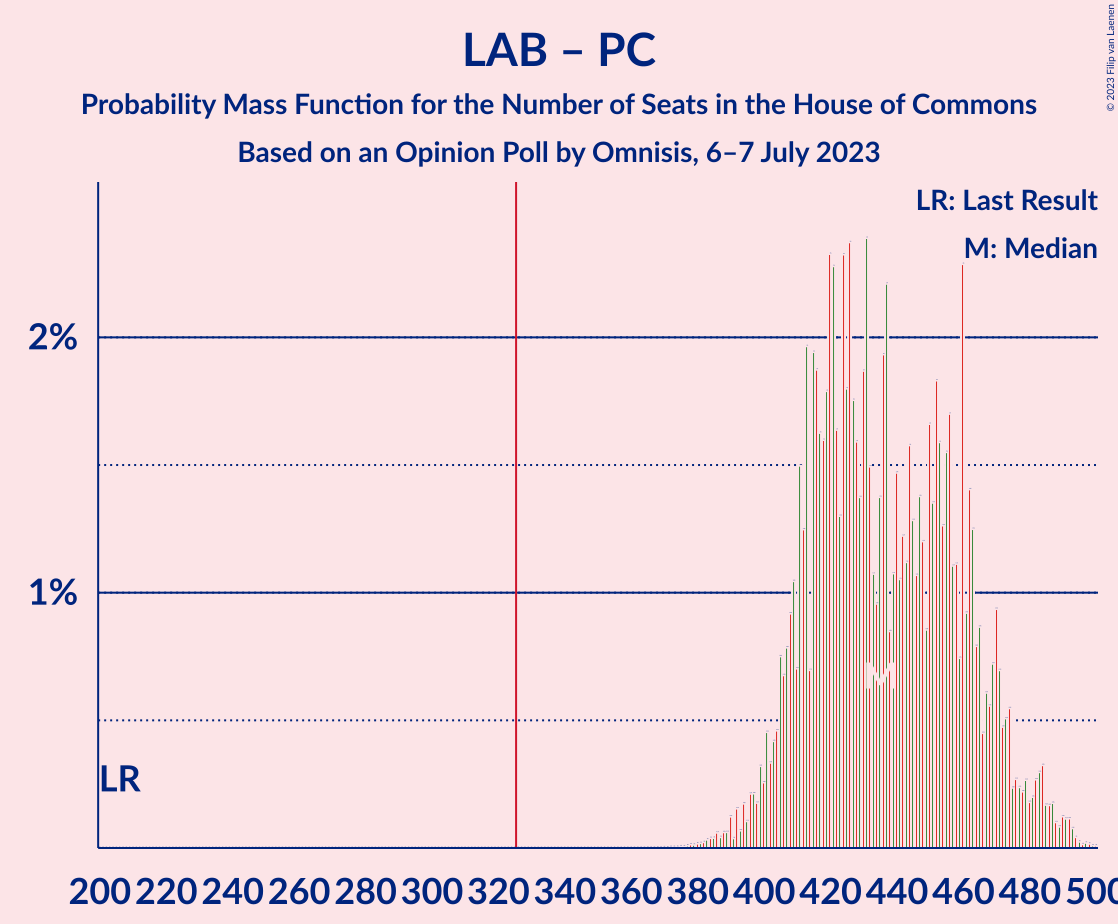 LAB – PC
Probability Mass Function for the Number of Seats in the House of Commons
Based on an Opinion Poll by Omnisis, 6–7 July 2023
© 2023 Filip van Laenen
LR: Last Result
M: Median
2%
1%
M
LR
200 220 240 260 280 300 320 340 360 380 400 420 440 460 480 500